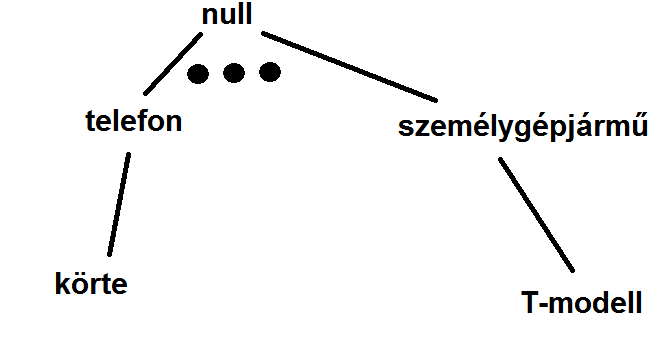 null
telefon
személygépjármű
körte
T-modell